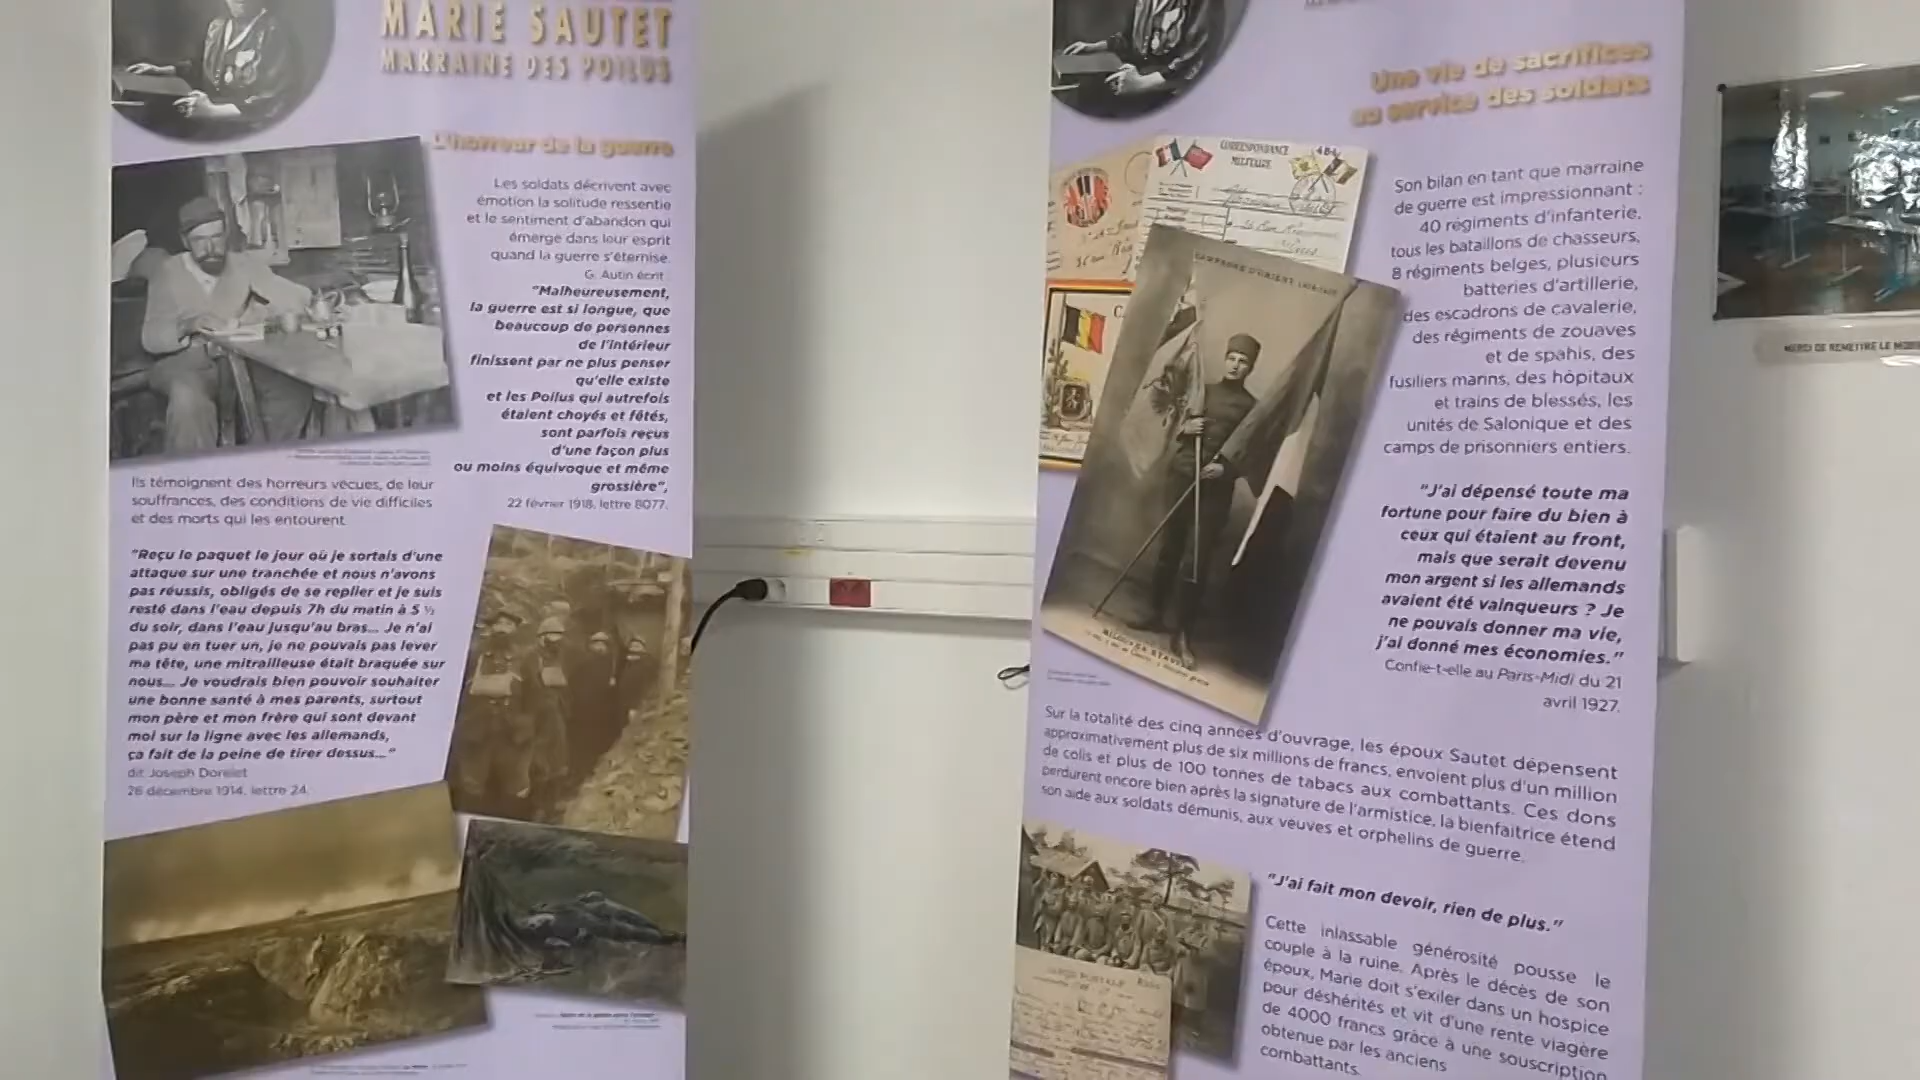 MARIE SAUTET
MARRAINE DES POILUS
L'horreur de la guerre
Les soldats décrivent avec
émotion la solitude ressentie
et le sentiment d'abandon qui
émerge dans leur esprit
quand la guerre s'éternise.
G. Autin écrit :
"Malheureusement,
la guerre est si longue, que
beaucoup de personnes
de l'intérieur
finissent par ne plus penser
qu'elle existe
et les Poilus qui autrefois
étaient choyés et fêtés,
sont parfois reçus
d'une façon plus
ou moins équivoque et même
grossière",
22 février 1918, lettre 8077.
Ils témoignent des horreurs vécues, de leur
souffrances, des conditions de vie difficiles
et des morts qui les entourent
"Reçu le paquet le jour où je sortais d'une
attaque sur une tranchée et nous n'avons
pas réussis, obligés de se replier et je suis
resté dans l'eau depuis 7h du matin à 5 ½
du soir, dans l'eau jusqu'au bras... Je n'ai
pas pu en tuer un, je ne pouvais pas lever
ma tête, une mitrailleuse était braquée sur
nous... Je voudrais bien pouvoir souhaiter
une bonne santé à mes parents, surtout
mon père et mon frère qui sont devant
moi sur la ligne avec les allemands,
ça fait de la peine de tirer dessus..."
dit Joseph Dorelet
26 décembre 1914, lettre 24.
Une vie de sacrifices
au service des soldats
CORRESPONDANCE
MILITAIRE
CAMPAGNE D'ORIENT
Son bilan en tant que marraine
de guerre est impressionnant :
40 régiments d'infanterie,
tous les bataillons de chasseurs,
8 régiments belges, plusieurs
batteries d'artillerie,
des escadrons de cavalerie,
des régiments de zouaves
et de spahis, des
fusiliers marins, des hôpitaux
et trains de blessés, les
unités de Salonique et des
camps de prisonniers entiers.
"J'ai dépensé toute ma
fortune pour faire du bien à
ceux qui étaient au front,
mais que serait devenu
mon argent si les allemands
avaient été vainqueurs ? Je
ne pouvais donner ma vie,
j'ai donné mes économies."
Confie-t-elle au Paris-Midi du 21
avril 1927.
Sur la totalité des cinq années d'ouvrage, les époux Sautet dépensent
approximativement plus de six millions de francs, envoient plus d'un million
de colis et plus de 100 tonnes de tabacs aux combattants. Ces dons
perdurent encore bien après la signature de l'armistice, la bienfaitrice étend
son aide aux soldats démunis, aux veuves et orphelins de guerre.
"J'ai fait mon devoir, rien de plus."
Cette inlassable générosité pousse le
couple à la ruine. Après le décès de son
époux, Marie doit s'exiler dans un hospice
pour déshérités et vit d'une rente viagère
de 4000 francs grâce à une souscription
obtenue par les anciens
combattants.
MERCI DE REMETTRE LE